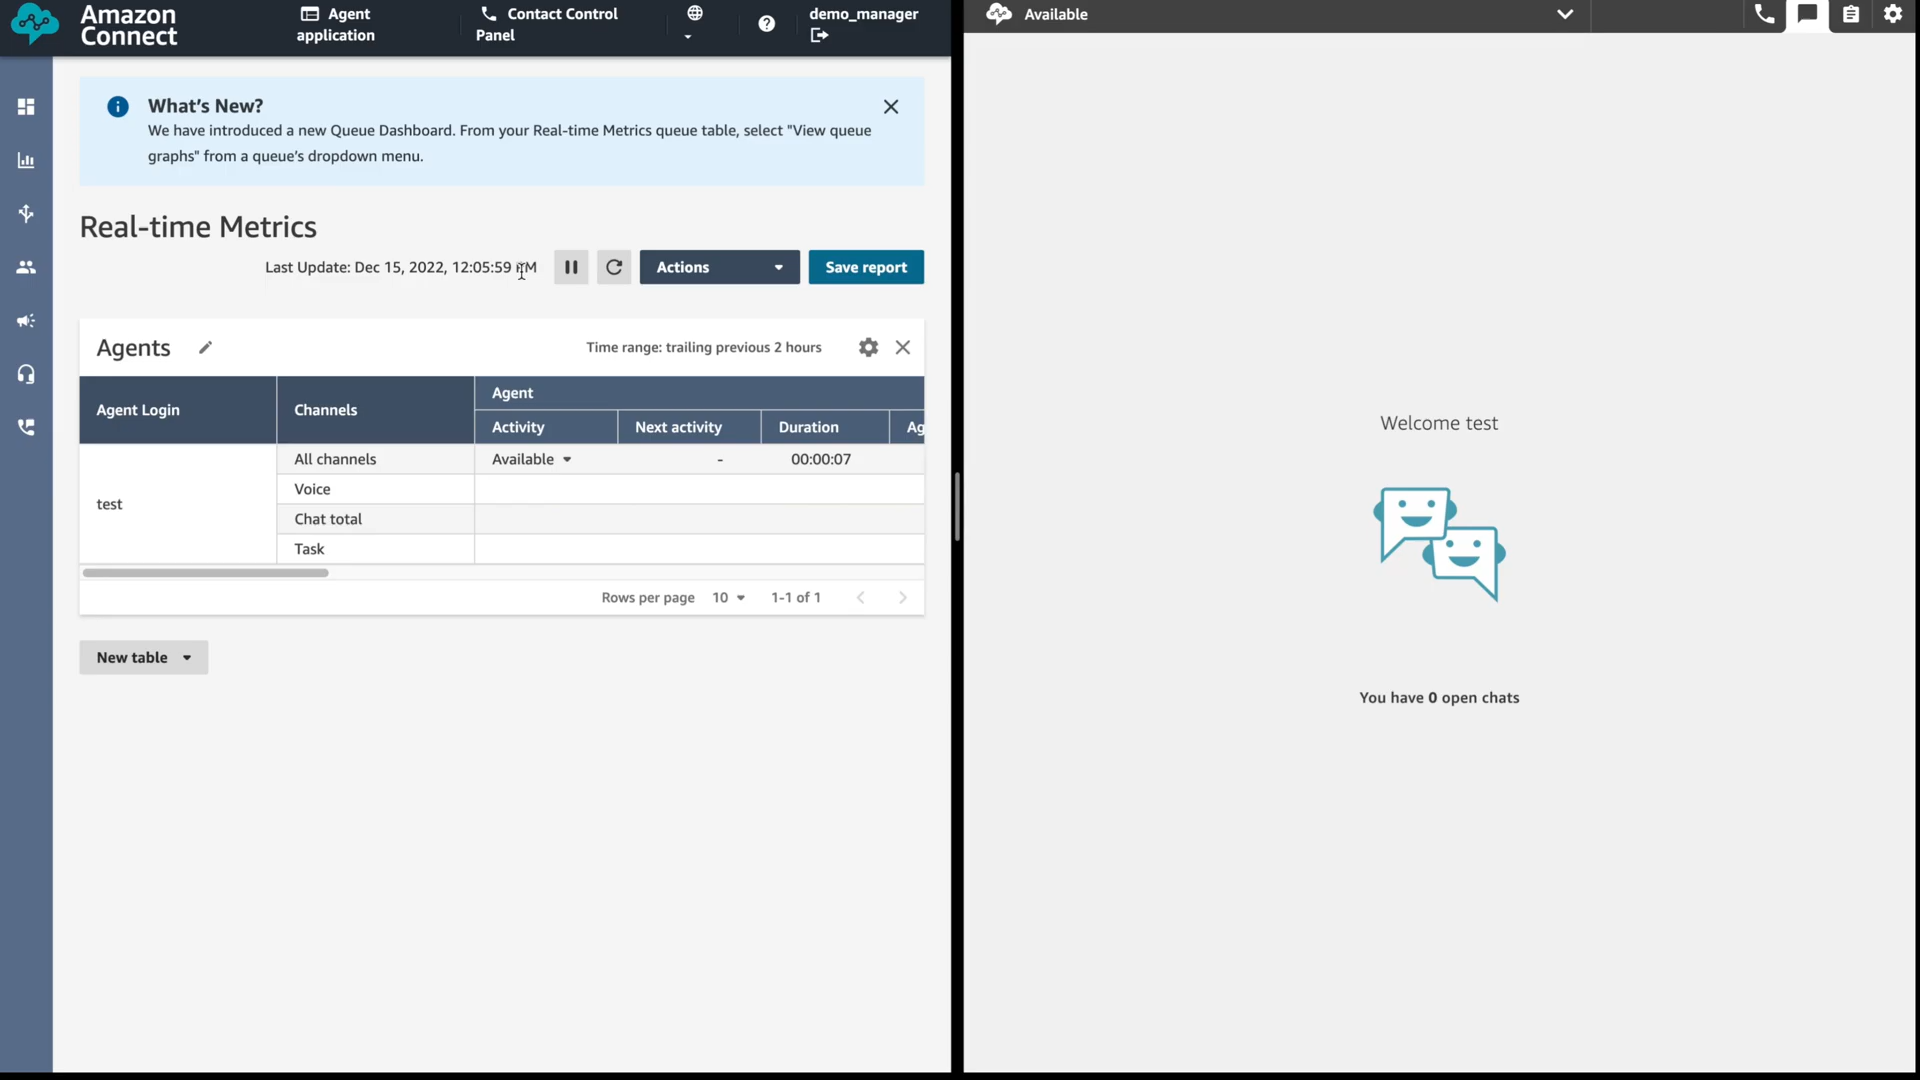 Amazon
Connect
Agent
application
Contact Control
Panel
demo_manager
What's New?
We have introduced a new Queue Dashboard. From your Real-time Metrics queue table, select "View queue
graphs" from a queue's dropdown menu.
Real-time Metrics
Last Update: Dec 15, 2022, 12:05:59
Actions
Save report
Agents
Time range: trailing previous 2 hours
Agent Login
Channels
Agent
Activity
Next activity
Duration
Ag
test
All channels
Available
-
00:00:07
Voice
Chat total
Task
Rows per page
10
1-1 of 1
New table
Available
Welcome test
You have 0 open chats